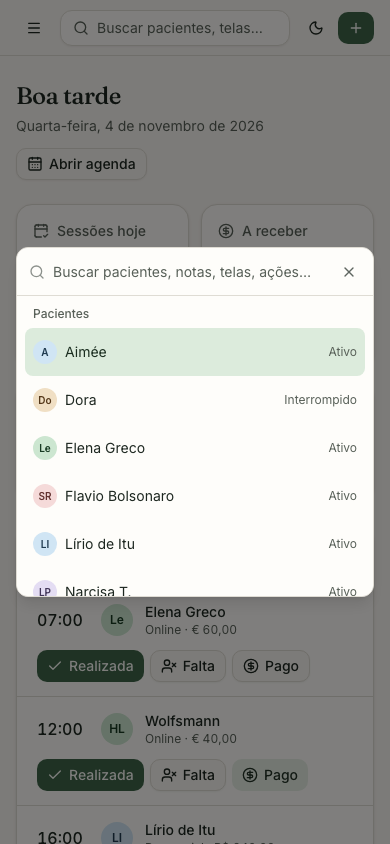 Buscar pacientes, telas...
Boa tarde
Quarta-feira, 4 de novembro de 2026
Abrir agenda
Sessões hoje
A receber
Buscar pacientes, notas, telas, ações...
Pacientes
A Aimée Ativo
Do Dora Interrompido
Le Elena Greco Ativo
SR Flavio Bolsonaro Ativo
LI Lírio de Itu Ativo
LP Narcisa T. Ativo
07:00 Le Elena Greco
Online · € 60,00
Realizada Falta Pago
12:00 HL Wolfsmann
Online · € 40,00
Realizada Falta Pago
16:00 LI Lírio de Itu